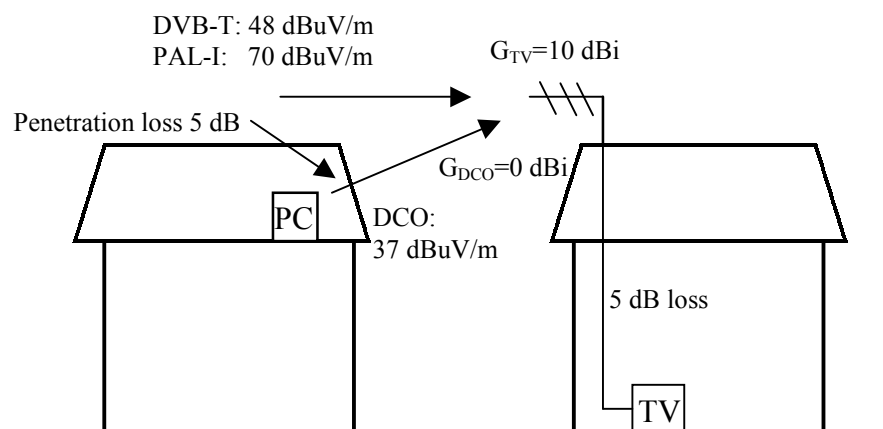 DVB-T: 48 dBuV/m
PAL-I: 70 dBuV/m
G_TV=10 dBi
Penetration loss 5 dB
G_DCO=0 dBi
PC
DCO:
37 dBuV/m
5 dB loss
TV